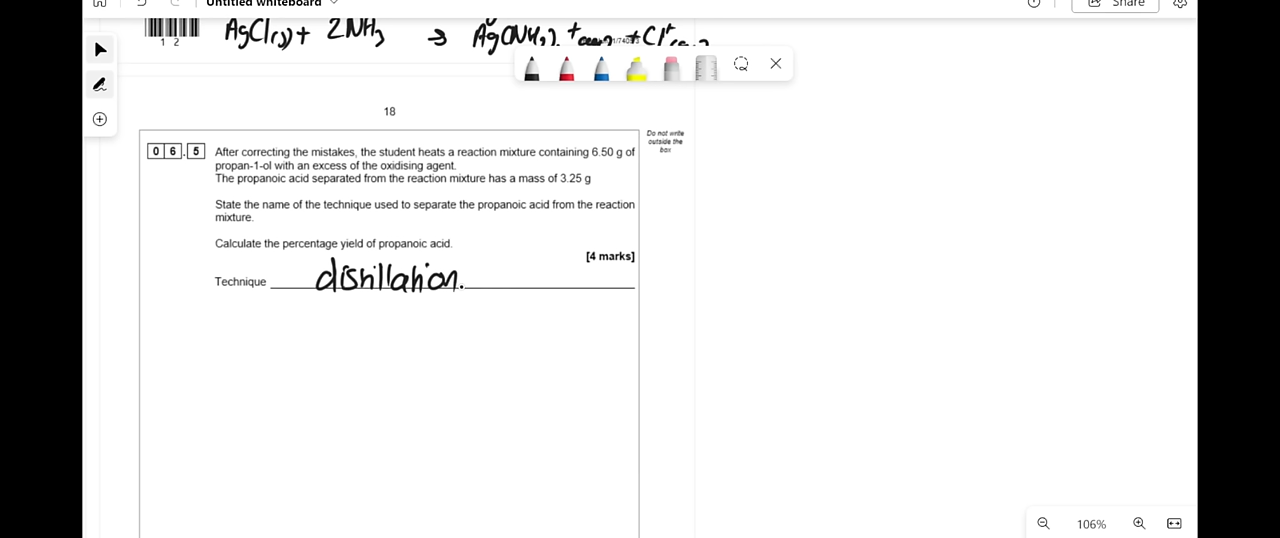 Untitled whiteboard
Share
AgCl(s) + 2NH3 → Ag(NH3)2+
1 2
18
Do not write
outside the
box
0 6 . 5 After correcting the mistakes, the student heats a reaction mixture containing 6.50 g of
propan-1-ol with an excess of the oxidising agent.
The propanoic acid separated from the reaction mixture has a mass of 3.25 g
State the name of the technique used to separate the propanoic acid from the reaction
mixture.
Calculate the percentage yield of propanoic acid.
[4 marks]
Technique distillation.
106%